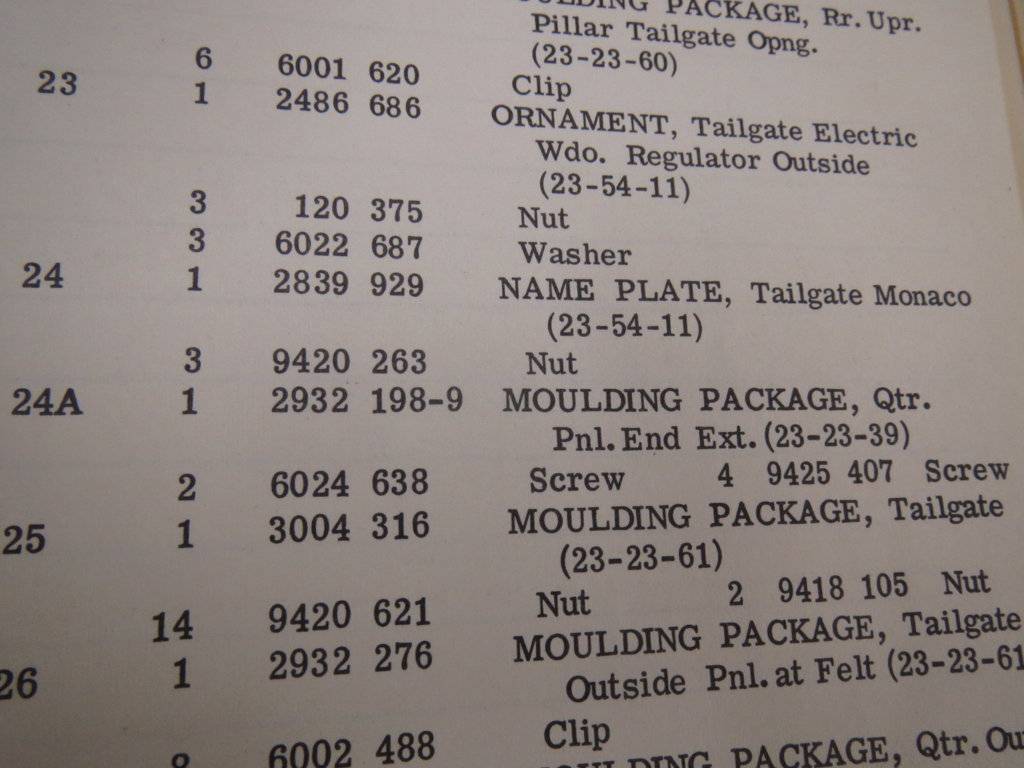 PACKAGE, Rr. Upr.
Pillar Tailgate Opng.
(23-23-60)
6 6001 620 Clip
23 1 2486 686 ORNAMENT, Tailgate Electric
Wdo. Regulator Outside
(23-54-11)
3 120 375 Nut
3 6022 687 Washer
24 1 2839 929 NAME PLATE, Tailgate Monaco
(23-54-11)
3 9420 263 Nut
24A 1 2932 198-9 MOULDING PACKAGE, Qtr.
Pnl. End Ext. (23-23-39)
2 6024 638 Screw 4 9425 407 Screw
25 1 3004 316 MOULDING PACKAGE, Tailgate
(23-23-61)
14 9420 621 Nut 2 9418 105 Nut
26 1 2932 276 MOULDING PACKAGE, Tailgate
Outside Pnl. at Felt (23-23-61
6002 488 Clip
PACKAGE, Qtr. Ou